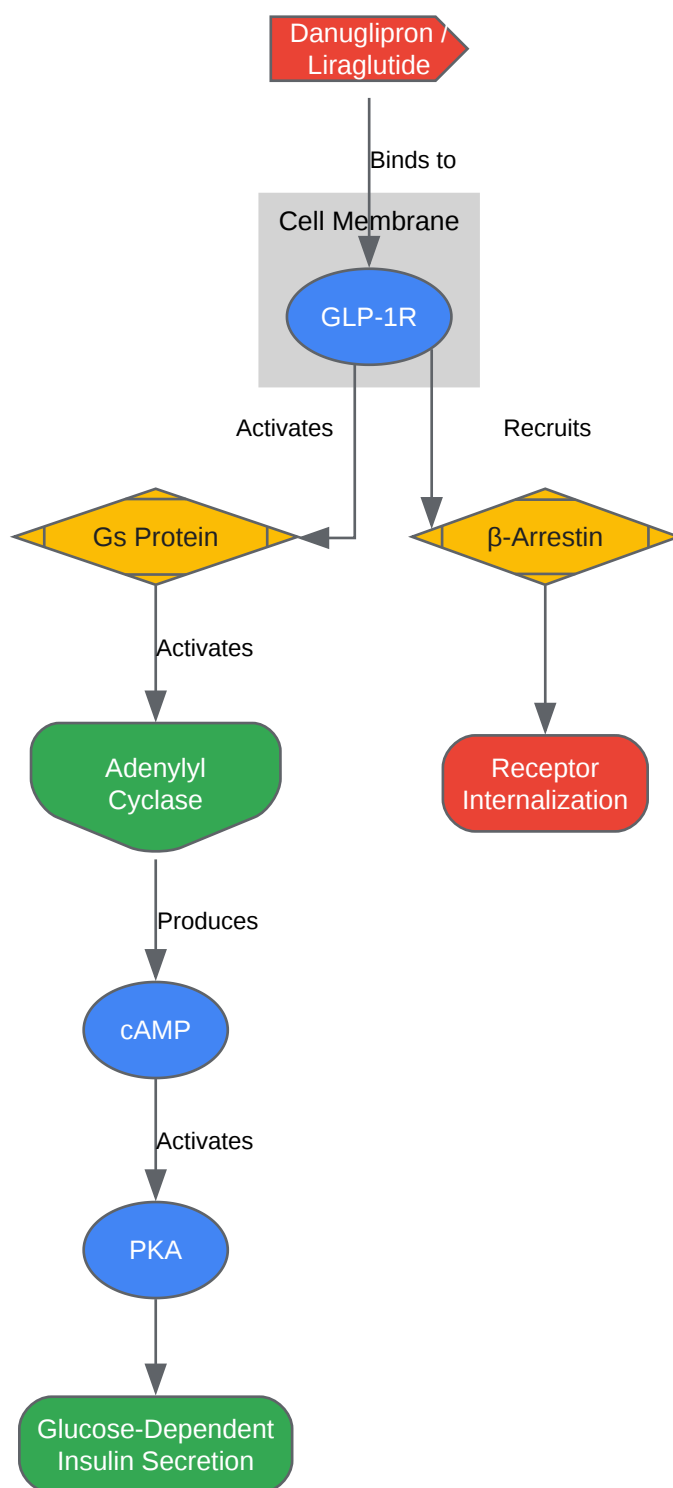 Danuglipron /
Liraglutide
Binds to
Cell Membrane
GLP-1R
Activates
Recruits
Gs Protein
β-Arrestin
Activates
Adenylyl
Cyclase
Receptor
Internalization
Produces
cAMP
Activates
PKA
Glucose-Dependent
Insulin Secretion